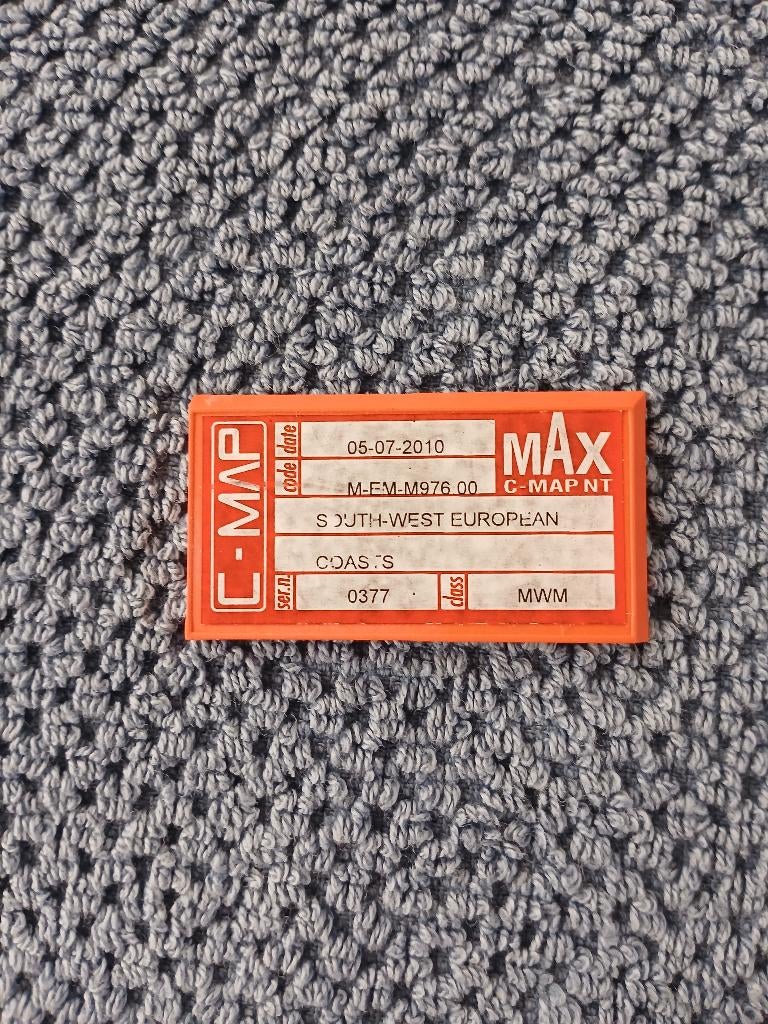 C-MAP
date 05-07-2010
code M-EM-M976.00
MAX
C-MAP NT
SOUTH-WEST EUROPEAN
COASTS
ser.n. 0377 class MWM